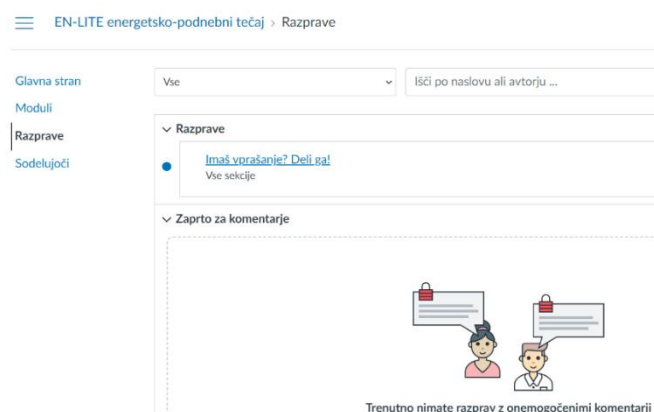 EN-LITE energetsko-podnebni tečaj › Razprave
Glavna stran
Moduli
Razprave
Sodelujoči
Vse
Išči po naslovu ali avtorju ...
Razprave
Imaš vprašanje? Deli ga!
Vse sekcije
Zaprto za komentarje
Trenutno nimate razprav z onemogočenimi komentarji